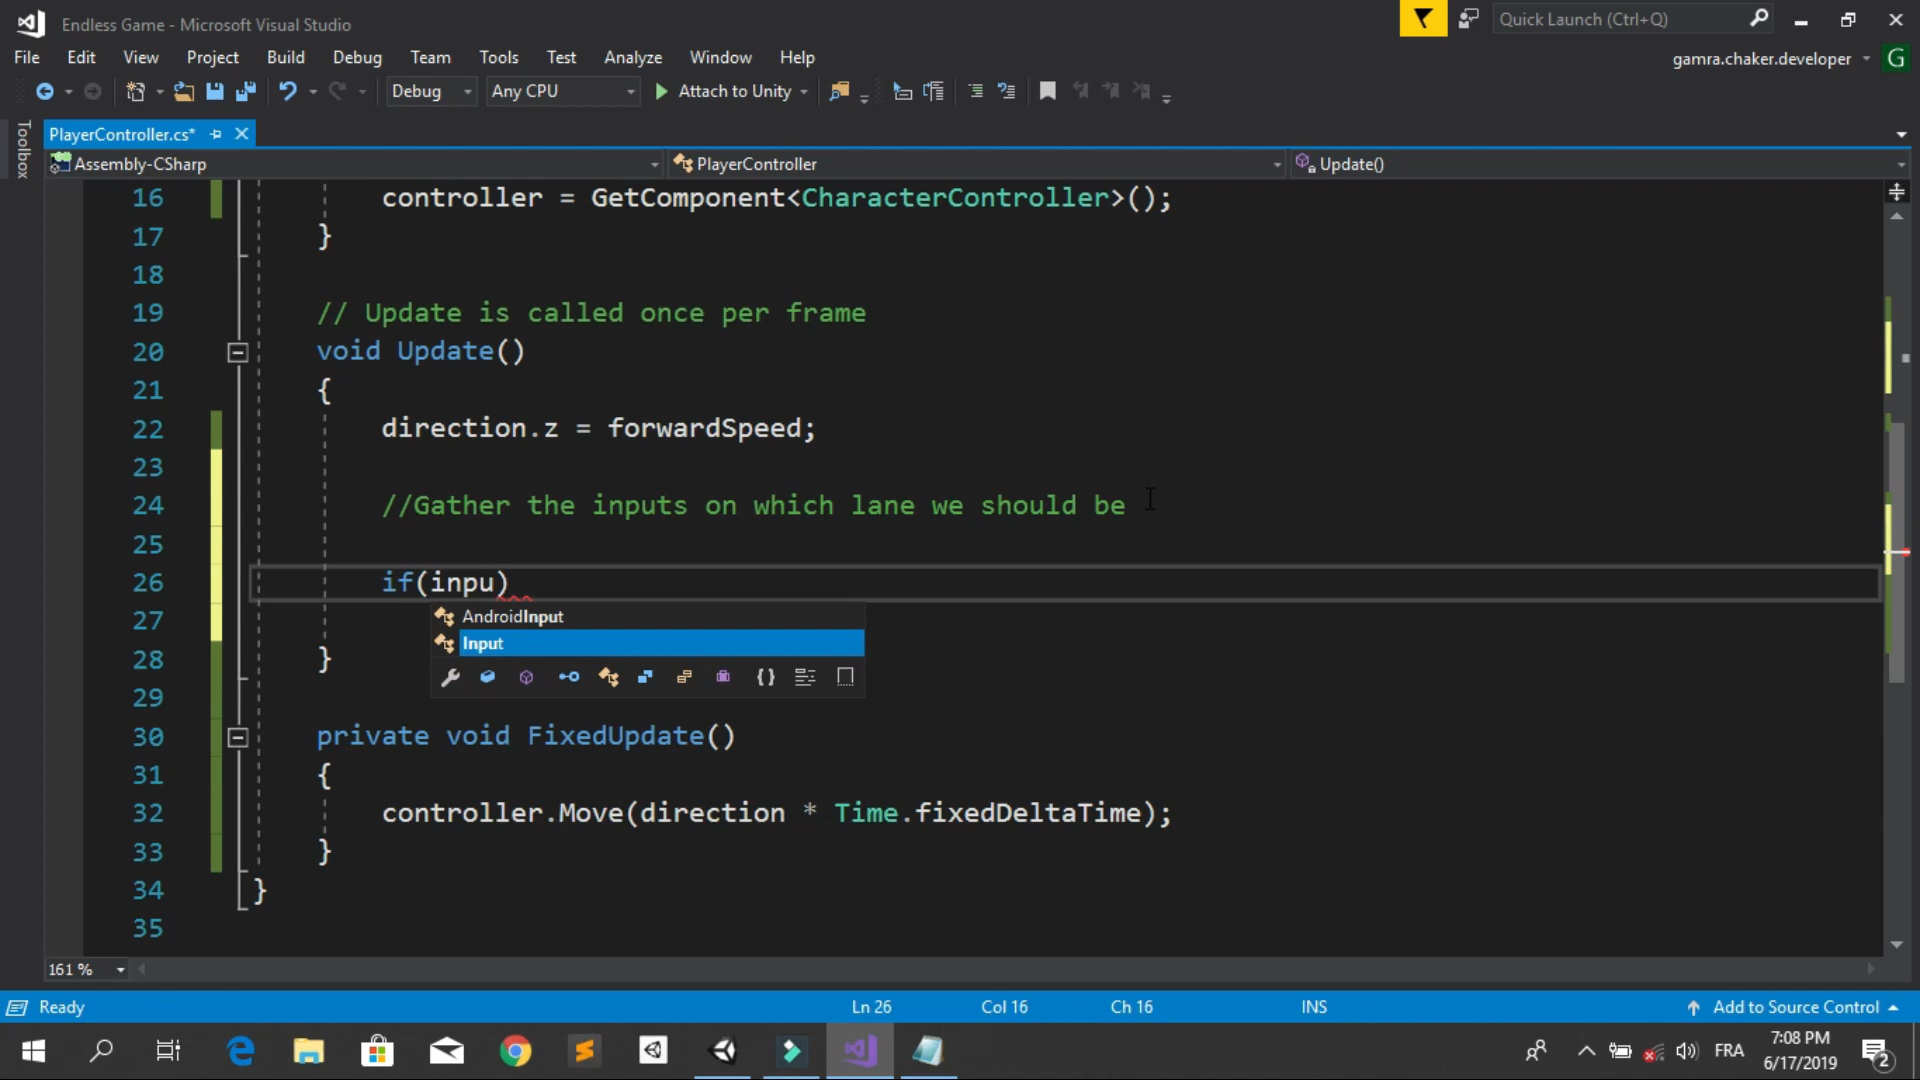 Endless Game - Microsoft Visual Studio
Quick Launch (Ctrl+Q)
File Edit View Project Build Debug Team Tools Test Analyze Window Help
gamra.chaker.developer G
Debug Any CPU Attach to Unity
Toolbox
PlayerController.cs*
Assembly-CSharp PlayerController Update()
16 controller = GetComponent<CharacterController>();
17 }
18
19 // Update is called once per frame
20 void Update()
21 {
22 direction.z = forwardSpeed;
23
24 //Gather the inputs on which lane we should be
25
26 if(inpu)
AndroidInput
27
Input
28 }
29
30 private void FixedUpdate()
31 {
32 controller.Move(direction * Time.fixedDeltaTime);
33 }
34 }
35
161 %
Ready Ln 26 Col 16 Ch 16 INS Add to Source Control
FRA 7:08 PM
6/17/2019 2